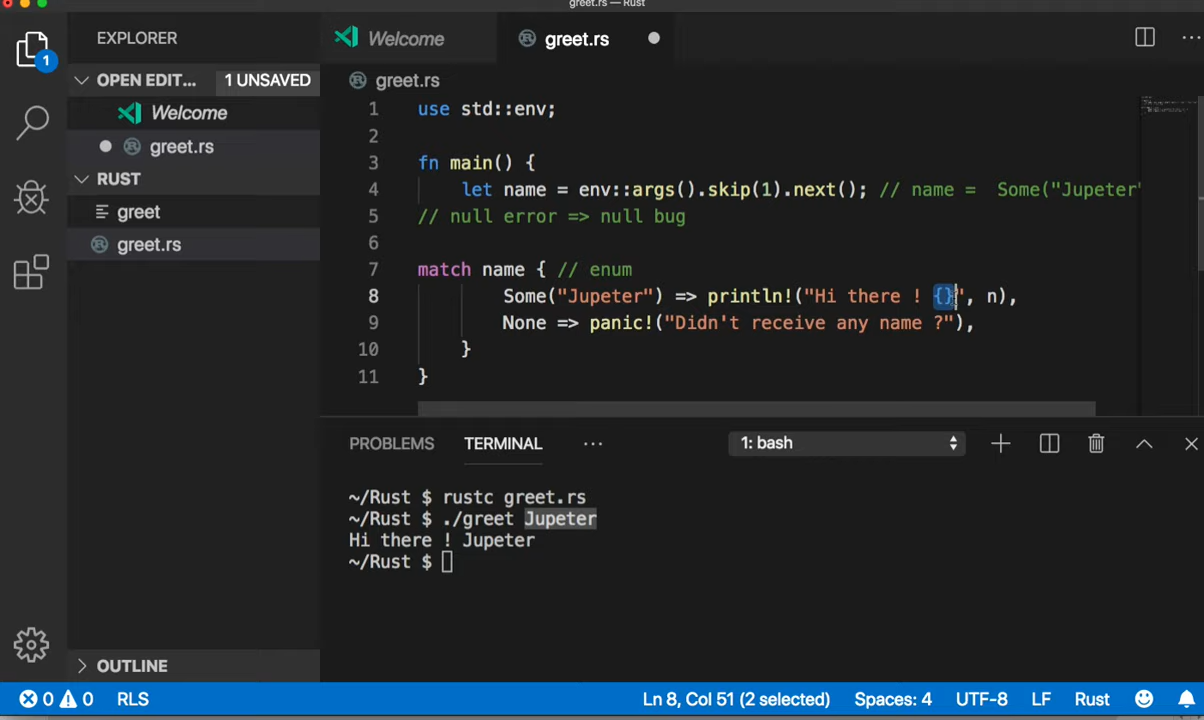 greet.rs — Rust
EXPLORER
Welcome
greet.rs
OPEN EDIT...
1 UNSAVED
Welcome
greet.rs
RUST
greet
greet.rs
OUTLINE
1
greet.rs
1 use std::env;
2
3 fn main() {
4 let name = env::args().skip(1).next(); // name =  Some("Jupeter"
5 // null error => null bug
6
7 match name { // enum
8 Some("Jupeter") => println!("Hi there ! {}", n),
9 None => panic!("Didn't receive any name ?"),
10 }
11 }
PROBLEMS TERMINAL ... 1: bash
~/Rust $ rustc greet.rs
~/Rust $ ./greet Jupeter
Hi there ! Jupeter
~/Rust $
0 0 RLS Ln 8, Col 51 (2 selected) Spaces: 4 UTF-8 LF Rust